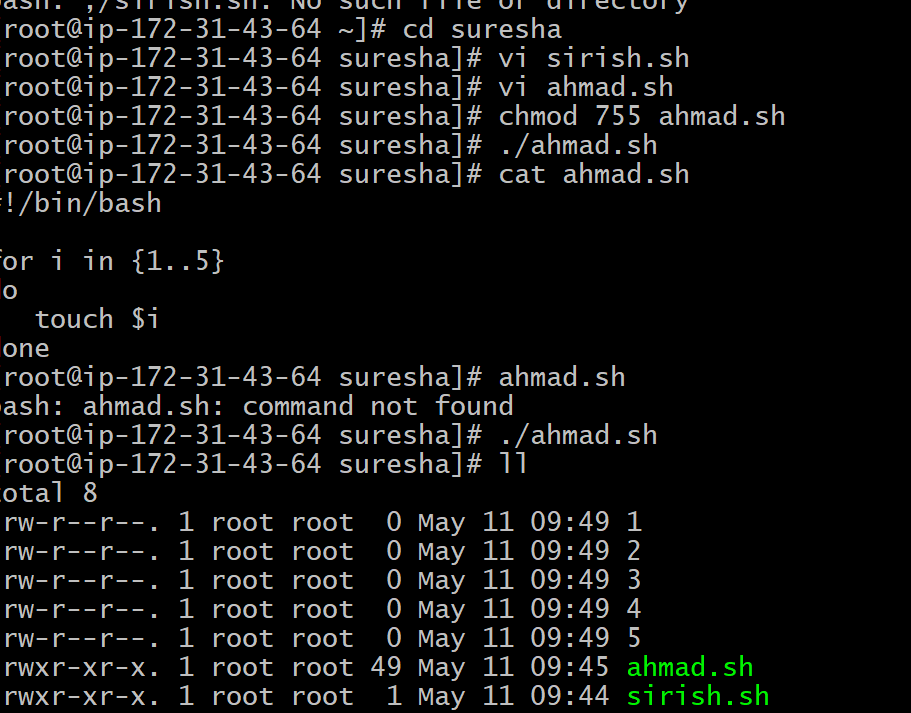 bash: ./sirish.sh: No such file or directory
root@ip-172-31-43-64 ~]# cd suresha
root@ip-172-31-43-64 suresha]# vi sirish.sh
root@ip-172-31-43-64 suresha]# vi ahmad.sh
root@ip-172-31-43-64 suresha]# chmod 755 ahmad.sh
root@ip-172-31-43-64 suresha]# ./ahmad.sh
root@ip-172-31-43-64 suresha]# cat ahmad.sh
#!/bin/bash
for i in {1..5}
do
touch $i
done
root@ip-172-31-43-64 suresha]# ahmad.sh
bash: ahmad.sh: command not found
root@ip-172-31-43-64 suresha]# ./ahmad.sh
root@ip-172-31-43-64 suresha]# ll
total 8
rw-r--r--. 1 root root 0 May 11 09:49 1
rw-r--r--. 1 root root 0 May 11 09:49 2
rw-r--r--. 1 root root 0 May 11 09:49 3
rw-r--r--. 1 root root 0 May 11 09:49 4
rw-r--r--. 1 root root 0 May 11 09:49 5
rwxr-xr-x. 1 root root 49 May 11 09:45 ahmad.sh
rwxr-xr-x. 1 root root 1 May 11 09:44 sirish.sh